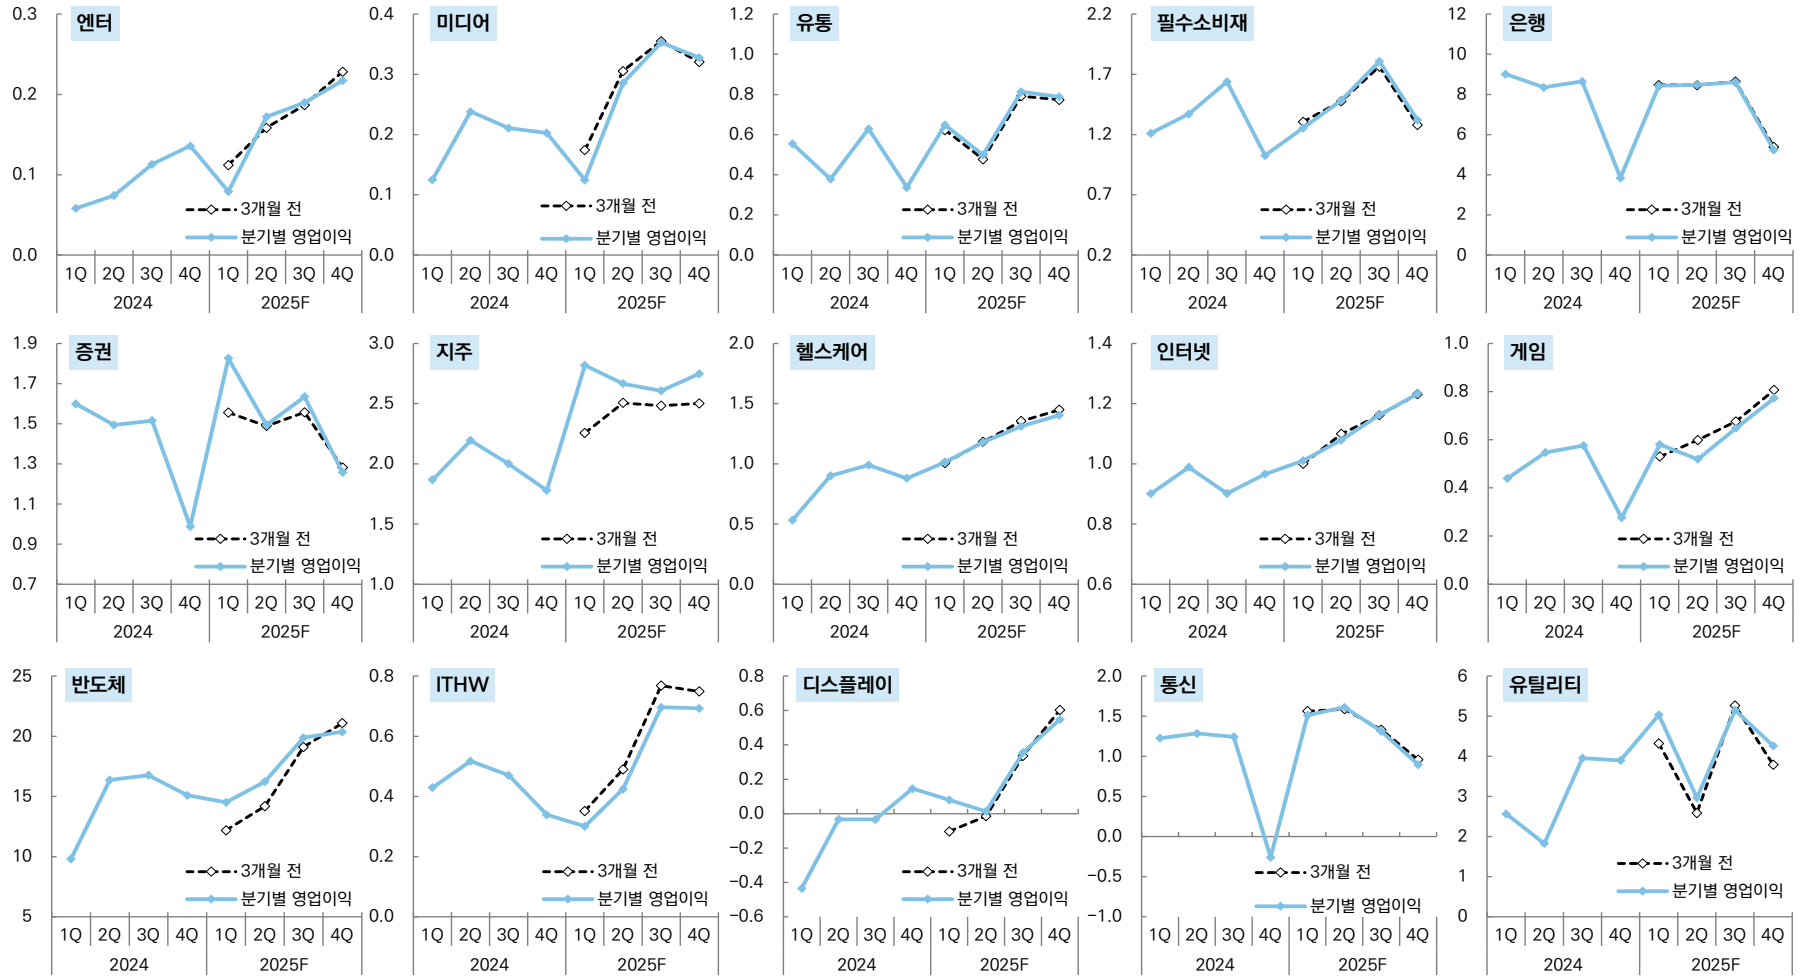 엔터
0.3
0.2
0.1
0.0
3개월 전
분기별 영업이익
1Q 2Q 3Q 4Q 1Q 2Q 3Q 4Q
2024 2025F
미디어
0.4
0.3
0.2
0.1
0.0
3개월 전
분기별 영업이익
1Q 2Q 3Q 4Q 1Q 2Q 3Q 4Q
2024 2025F
유통
1.2
1.0
0.8
0.6
0.4
0.2
0.0
3개월 전
분기별 영업이익
1Q 2Q 3Q 4Q 1Q 2Q 3Q 4Q
2024 2025F
필수소비재
2.2
1.7
1.2
0.7
0.2
3개월 전
분기별 영업이익
1Q 2Q 3Q 4Q 1Q 2Q 3Q 4Q
2024 2025F
은행
12
10
8
6
4
2
0
3개월 전
분기별 영업이익
1Q 2Q 3Q 4Q 1Q 2Q 3Q 4Q
2024 2025F
증권
1.9
1.7
1.5
1.3
1.1
0.9
0.7
3개월 전
분기별 영업이익
1Q 2Q 3Q 4Q 1Q 2Q 3Q 4Q
2024 2025F
지주
3.0
2.5
2.0
1.5
1.0
3개월 전
분기별 영업이익
1Q 2Q 3Q 4Q 1Q 2Q 3Q 4Q
2024 2025F
헬스케어
2.0
1.5
1.0
0.5
0.0
3개월 전
분기별 영업이익
1Q 2Q 3Q 4Q 1Q 2Q 3Q 4Q
2024 2025F
인터넷
1.4
1.2
1.0
0.8
0.6
3개월 전
분기별 영업이익
1Q 2Q 3Q 4Q 1Q 2Q 3Q 4Q
2024 2025F
게임
1.0
0.8
0.6
0.4
0.2
0.0
3개월 전
분기별 영업이익
1Q 2Q 3Q 4Q 1Q 2Q 3Q 4Q
2024 2025F
반도체
25
20
15
10
5
3개월 전
분기별 영업이익
1Q 2Q 3Q 4Q 1Q 2Q 3Q 4Q
2024 2025F
ITHW
0.8
0.6
0.4
0.2
0.0
3개월 전
분기별 영업이익
1Q 2Q 3Q 4Q 1Q 2Q 3Q 4Q
2024 2025F
디스플레이
0.8
0.6
0.4
0.2
0.0
−0.2
−0.4
−0.6
3개월 전
분기별 영업이익
1Q 2Q 3Q 4Q 1Q 2Q 3Q 4Q
2024 2025F
통신
2.0
1.5
1.0
0.5
0.0
−0.5
−1.0
3개월 전
분기별 영업이익
1Q 2Q 3Q 4Q 1Q 2Q 3Q 4Q
2024 2025F
유틸리티
6
5
4
3
2
1
0
3개월 전
분기별 영업이익
1Q 2Q 3Q 4Q 1Q 2Q 3Q 4Q
2024 2025F